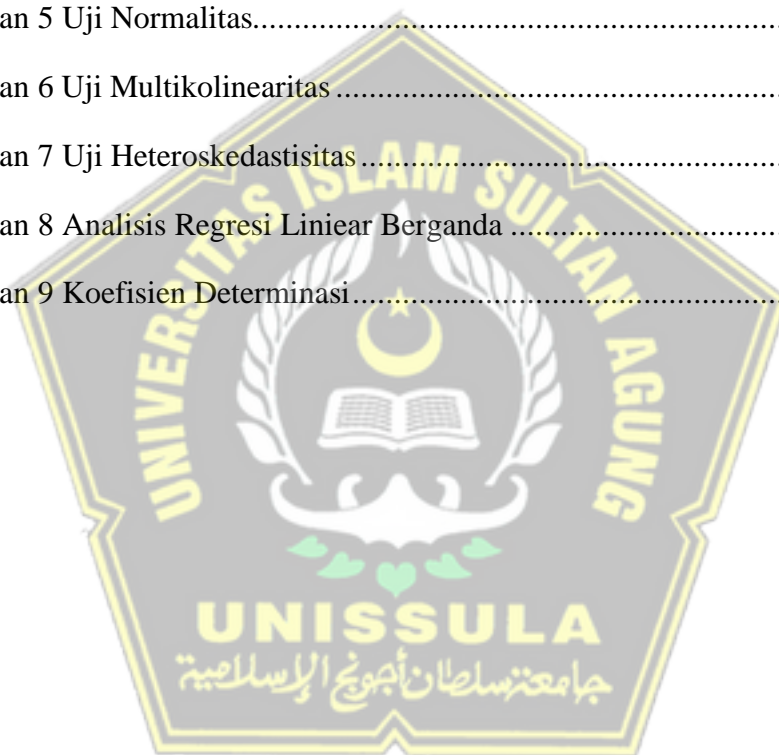 an 5 Uji Normalitas......................................................................
an 6 Uji Multikolinearitas............................................................
an 7 Uji Heteroskedastisitas.........................................................
an 8 Analisis Regresi Liniear Berganda.......................................
an 9 Koefisien Determinasi...........................................................
UNIVERSITAS ISLAM SULTAN AGUNG
UNISSULA
جامعة سلطان أجونج الإسلامية